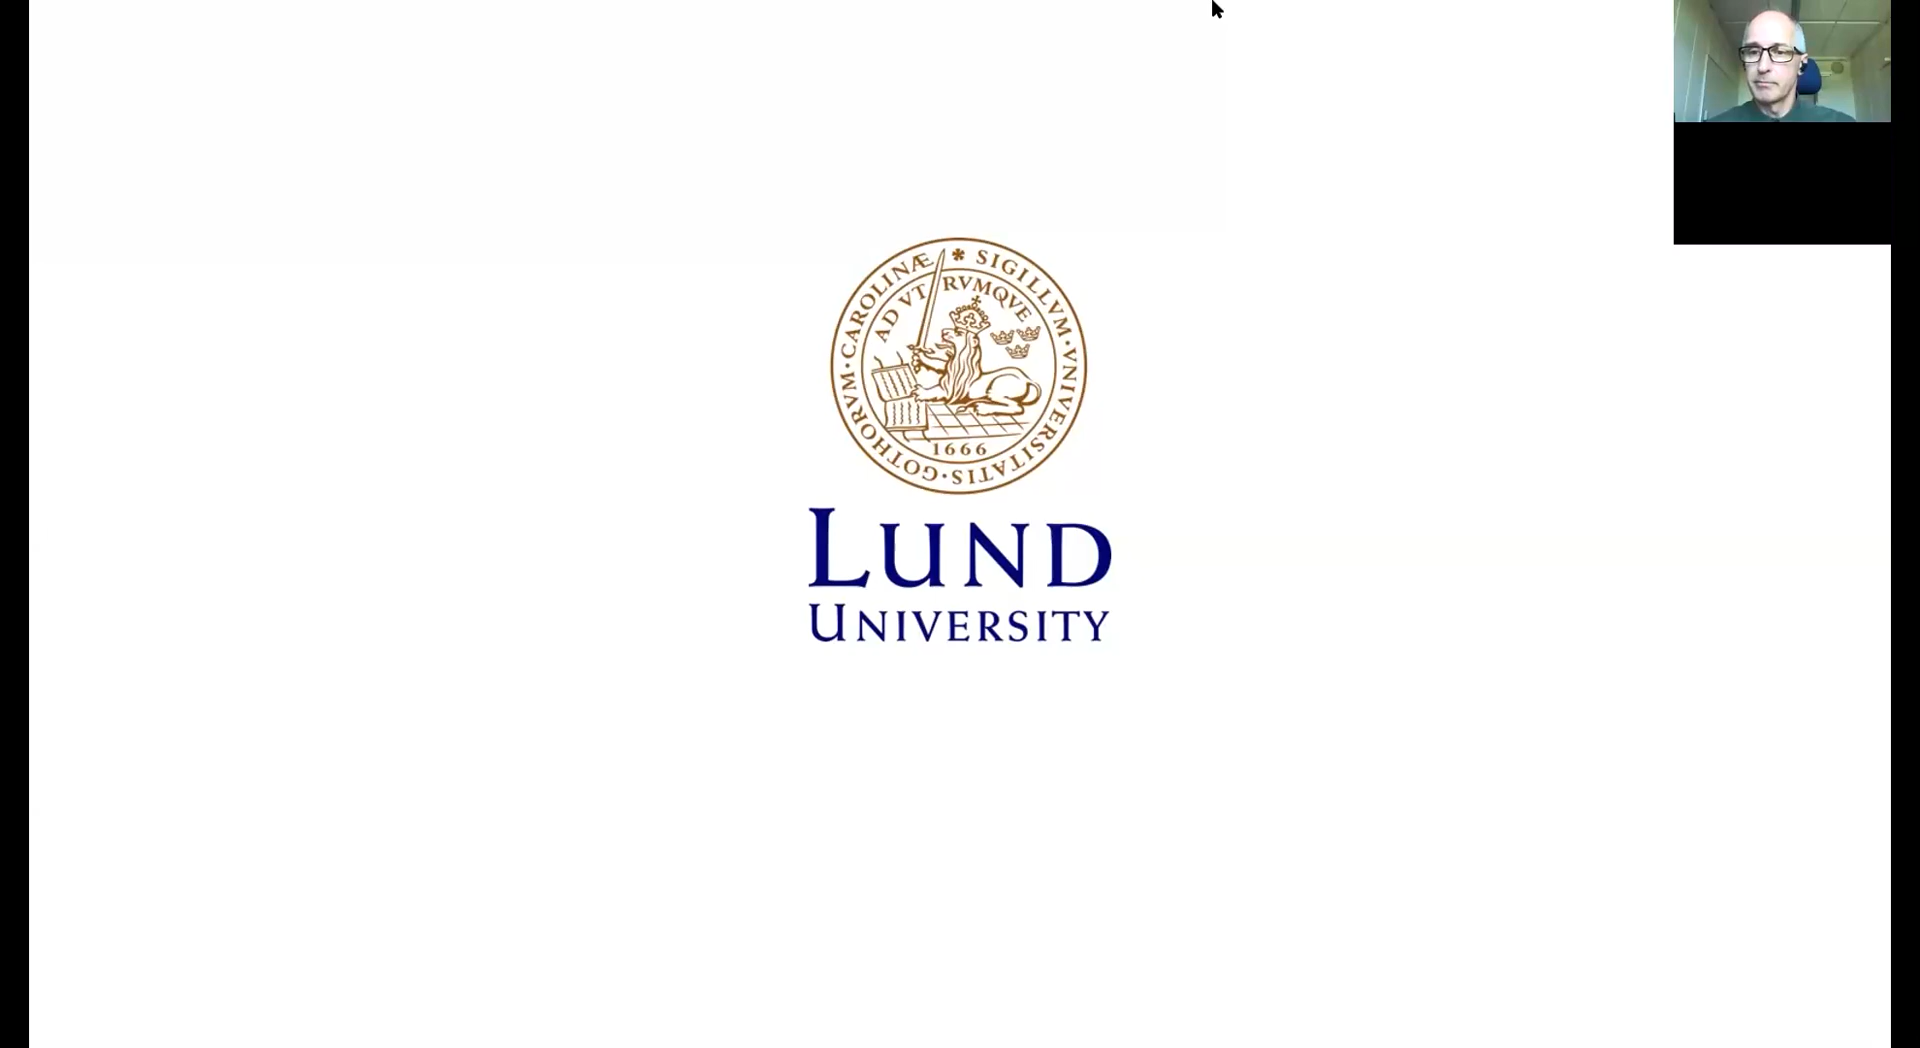 SIGILLVM · VNIVERSITATIS · GOTHORVM · CAROLINÆ *
AD VTRVMQVE
1666
LUND
UNIVERSITY